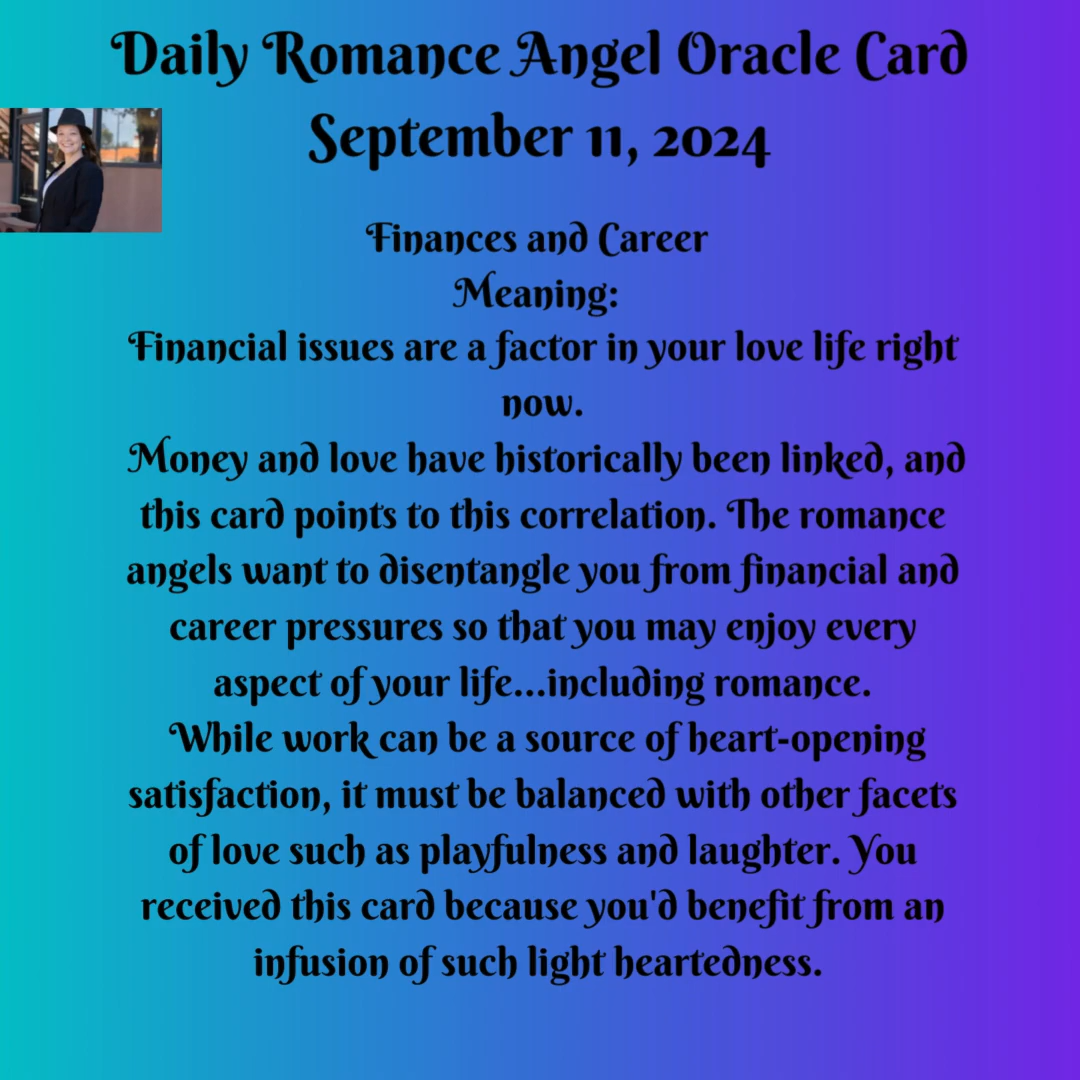 Daily Romance Angel Oracle Card
September 11, 2024
Finances and Career
Meaning:
Financial issues are a factor in your love life right
now.
Money and love have historically been linked, and
this card points to this correlation. The romance
angels want to disentangle you from financial and
career pressures so that you may enjoy every
aspect of your life...including romance.
While work can be a source of heart-opening
satisfaction, it must be balanced with other facets
of love such as playfulness and laughter. You
received this card because you'd benefit from an
infusion of such light heartedness.